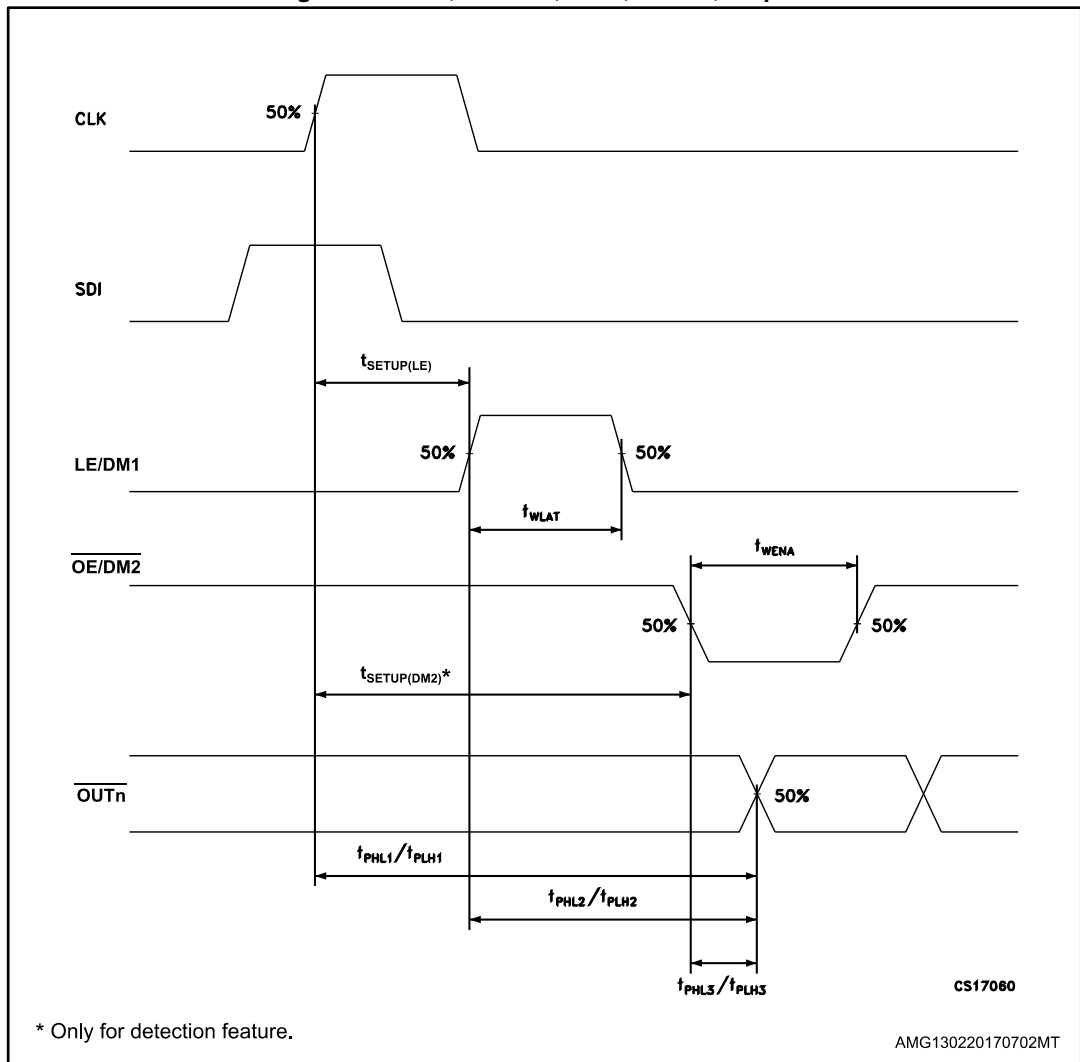 CLK
50%
SDI
tSETUP(LE)
LE/DM1
50%
50%
tWLAT
OE/DM2
tWENA
50%
50%
tSETUP(DM2)*
OUTn
50%
tPHL1/tPLH1
tPHL2/tPLH2
tPHL3/tPLH3
CS17060
* Only for detection feature.
AMG130220170702MT